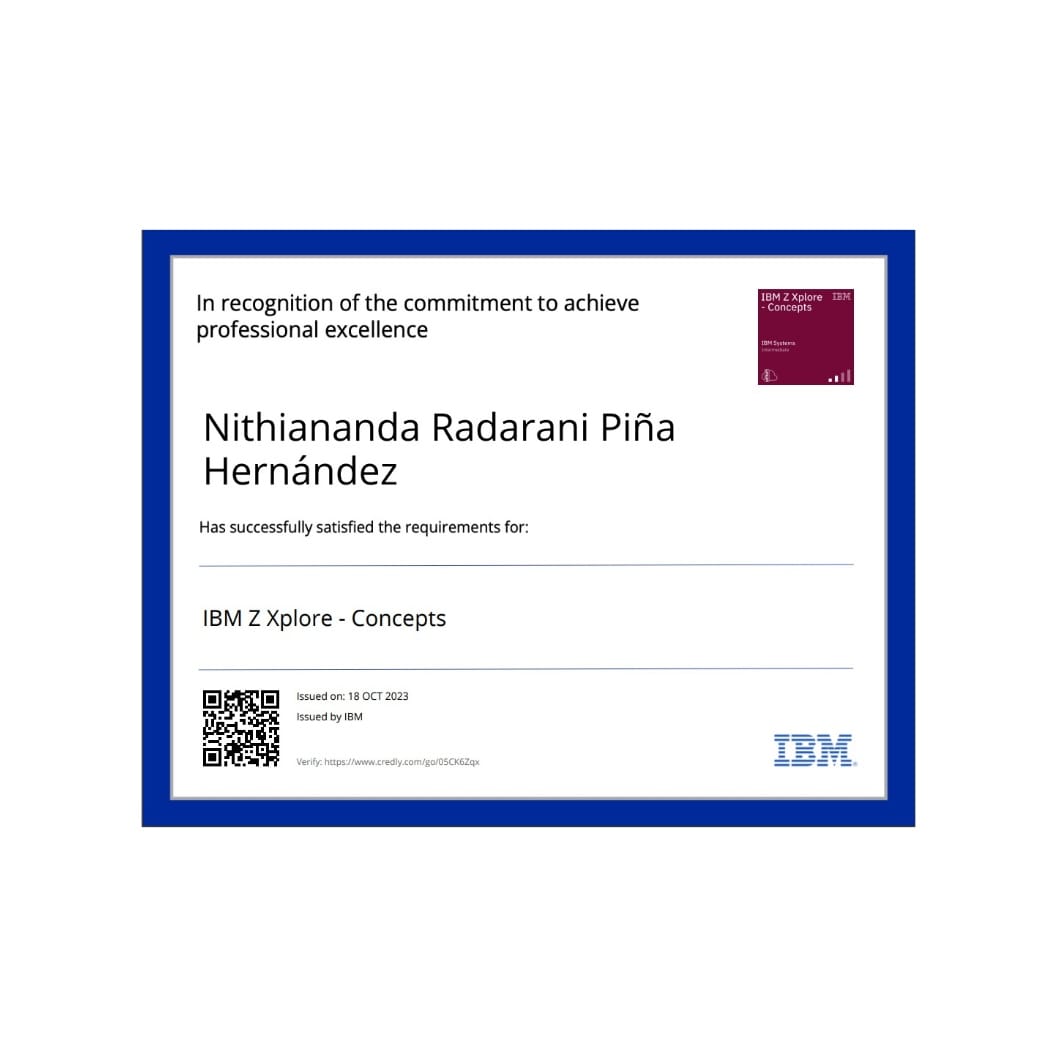 In recognition of the commitment to achieve
professional excellence
IBM Z Xplore IBM
- Concepts
IBM Systems
Intermediate
Nithiananda Radarani Piña
Hernández
Has successfully satisfied the requirements for:
IBM Z Xplore - Concepts
Issued on: 18 OCT 2023
Issued by IBM
Verify: https://www.credly.com/go/05CK6Zqx
IBM®